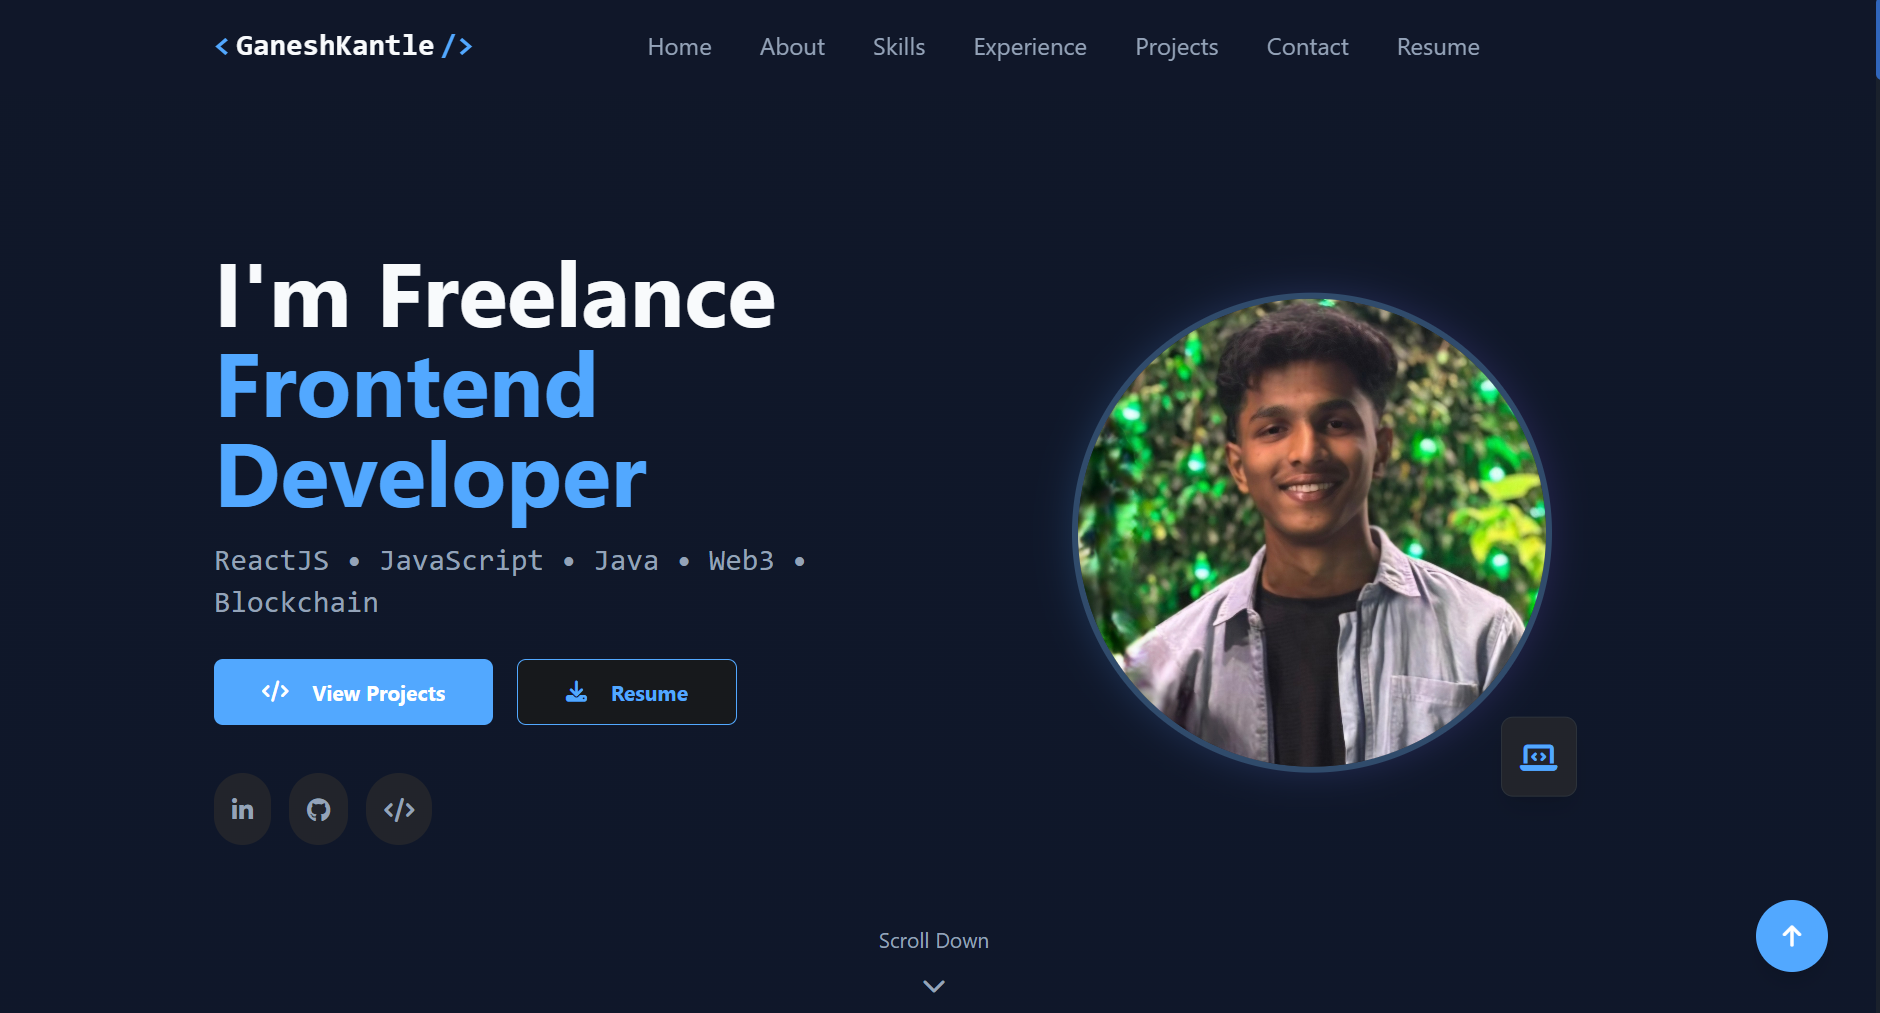 <GaneshKantle/>
Home About Skills Experience Projects Contact Resume
I'm Freelance
Frontend
Developer
ReactJS • JavaScript • Java • Web3 •
Blockchain
</> View Projects
Resume
in
</>
Scroll Down